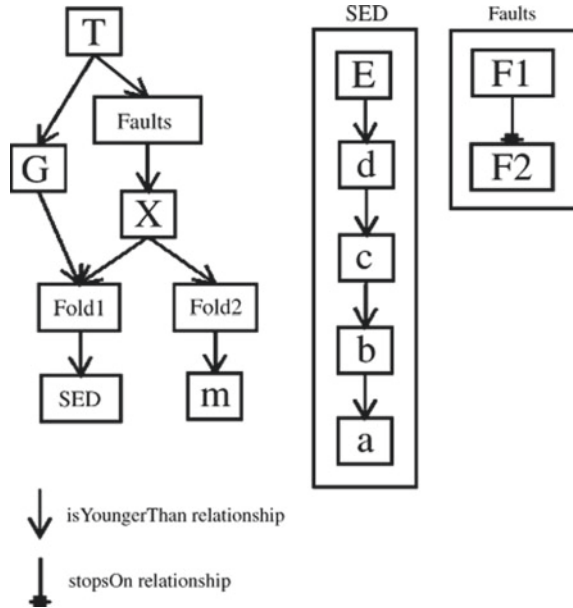 T
SED
Faults
E
F1
Faults
G
d
F2
X
c
Fold1
Fold2
b
SED
m
a
isYoungerThan relationship
stopsOn relationship